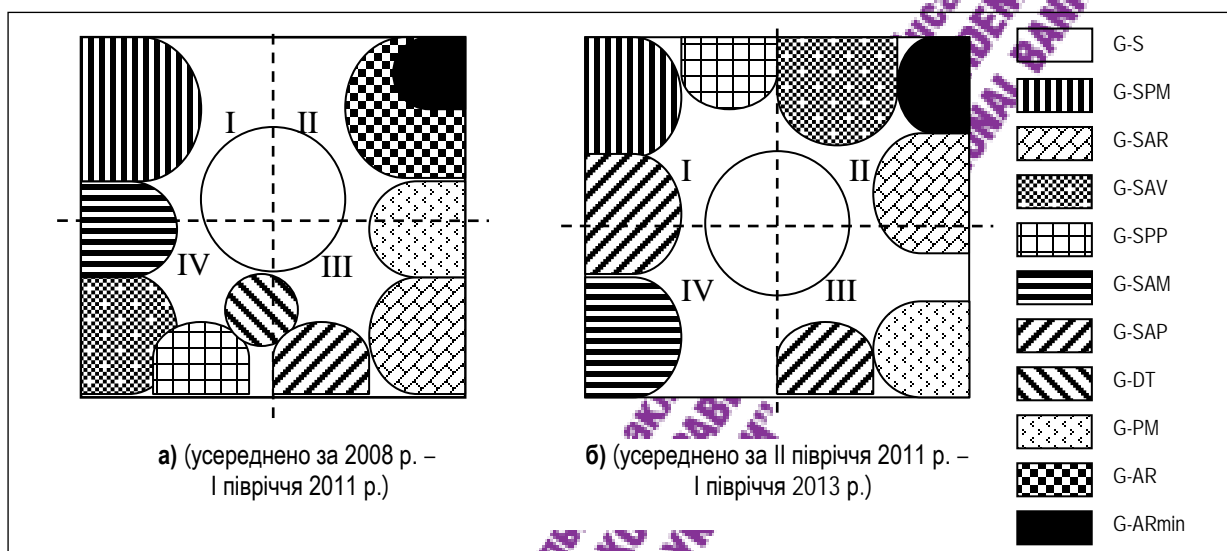 I II
IV III
I II
IV III
G-S
G-SPM
G-SAR
G-SAV
G-SPP
G-SAM
G-SAP
G-DT
G-PM
G-AR
G-ARmin
а) (усереднено за 2008 р. –
І півріччя 2011 р.)
б) (усереднено за ІІ півріччя 2011 р. –
І півріччя 2013 р.)